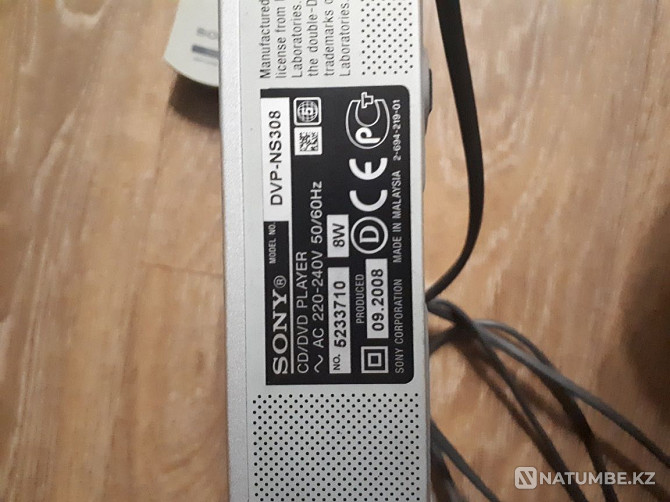 Manufactured
license from
Laboratories.
the double-D
trademarks of
Laboratories.
SONY®
MODEL NO. DVP-NS308
CD/DVD PLAYER
~ AC 220-240V 50/60Hz
NO. 5233710
8W
PRODUCED
09.2008
D CE PCT
SONY CORPORATION
MADE IN MALAYSIA
2-694-219-01
NATUMBE.KZ